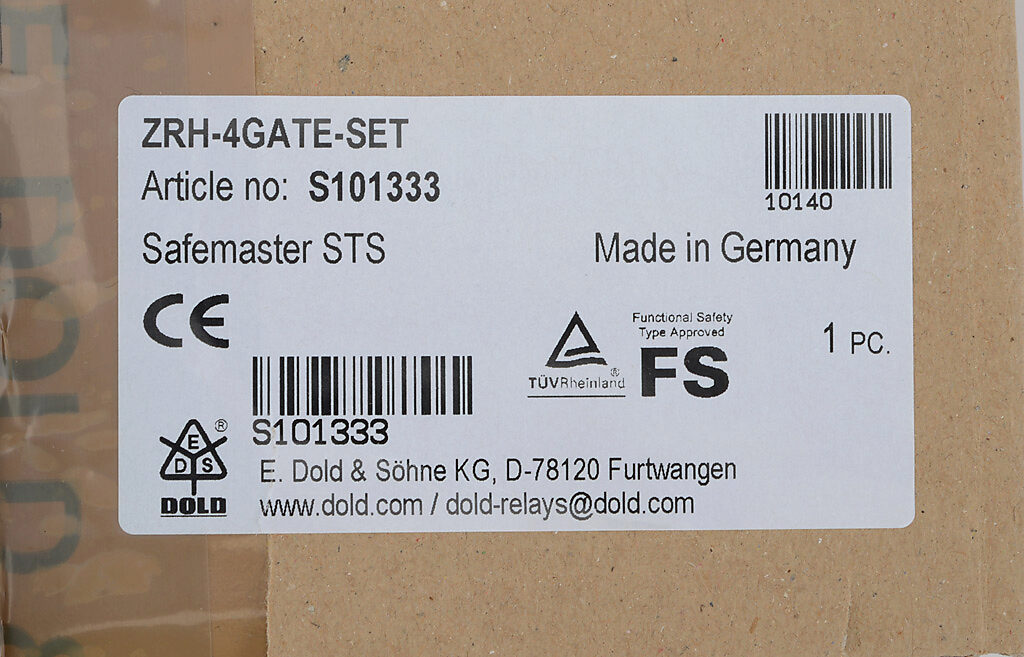 ZRH-4GATE-SET
Article no: S101333
10140
Safemaster STS
Made in Germany
CE
Functional Safety
Type Approved
FS
TÜVRheinland®
1 PC.
S101333
®
E
D S
DOLD
E. Dold & Söhne KG, D-78120 Furtwangen
www.dold.com / dold-relays@dold.com